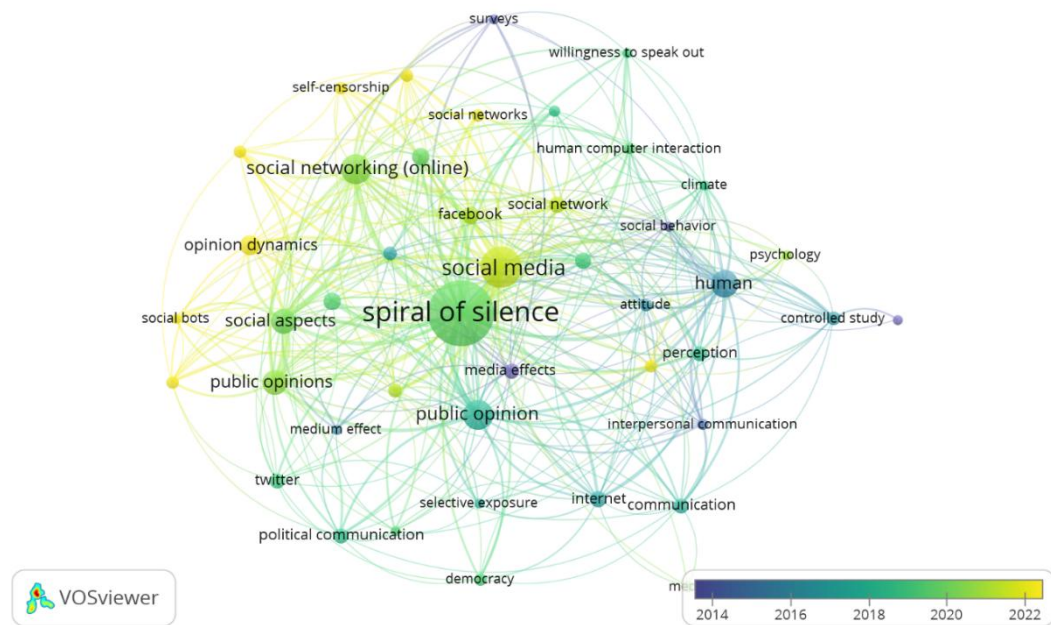 surveys
willingness to speak out
self-censorship
social networks
human computer interaction
social networking (online)
climate
facebook
social network
social behavior
opinion dynamics
psychology
social media
human
spiral of silence
attitude
social bots
social aspects
controlled study
perception
media effects
public opinions
public opinion
interpersonal communication
medium effect
twitter
selective exposure
internet
communication
political communication
democracy
VOSviewer
2014 2016 2018 2020 2022